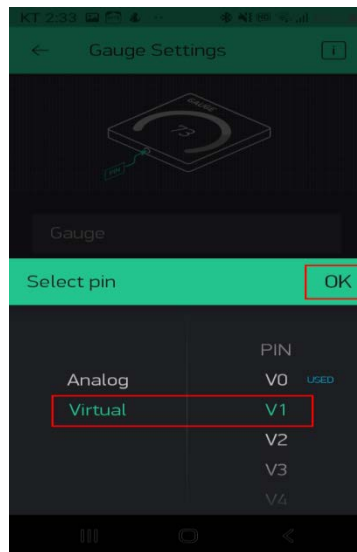 KT 2:33
Gauge Settings
i
GAUGE
73
PIN
Gauge
Select pin OK
PIN
Analog V0 USED
Virtual V1
V2
V3
V4